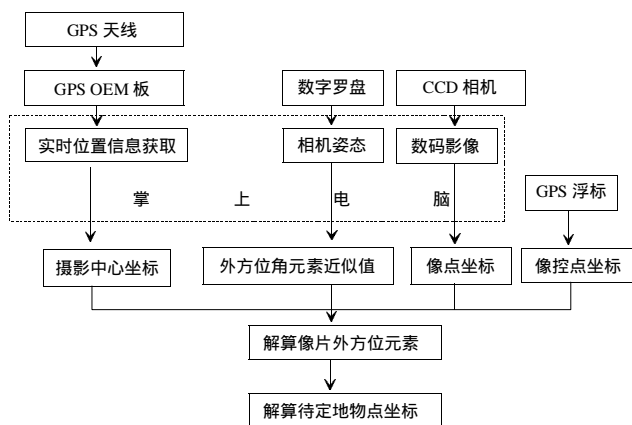 GPS 天线
GPS OEM 板
数字罗盘
CCD 相机
实时位置信息获取
相机姿态
数码影像
掌 上 电 脑
GPS 浮标
摄影中心坐标
外方位角元素近似值
像点坐标
像控点坐标
解算像片外方位元素
解算待定地物点坐标